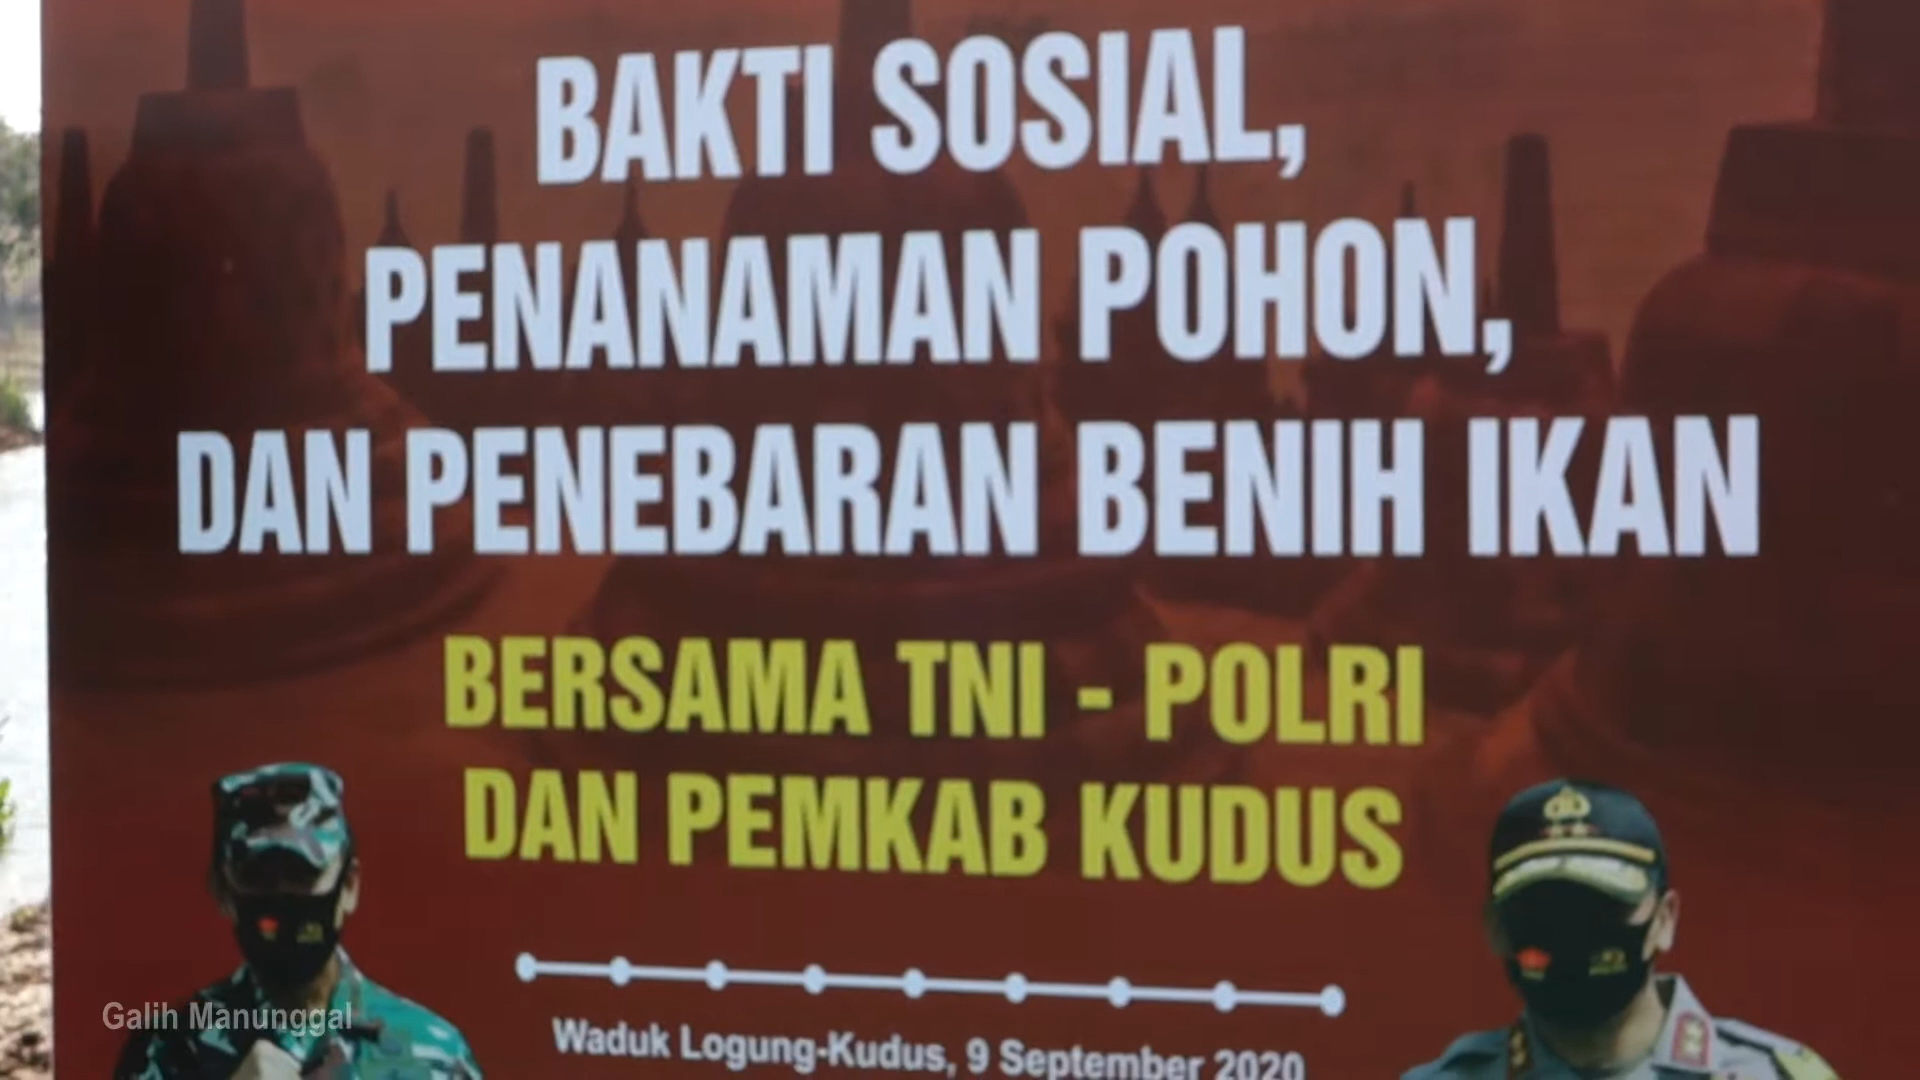 BAKTI SOSIAL,
PENANAMAN POHON,
DAN PENEBARAN BENIH IKAN
BERSAMA TNI - POLRI
DAN PEMKAB KUDUS
Waduk Logung-Kudus, 9 September 2020
Galih Manunggal